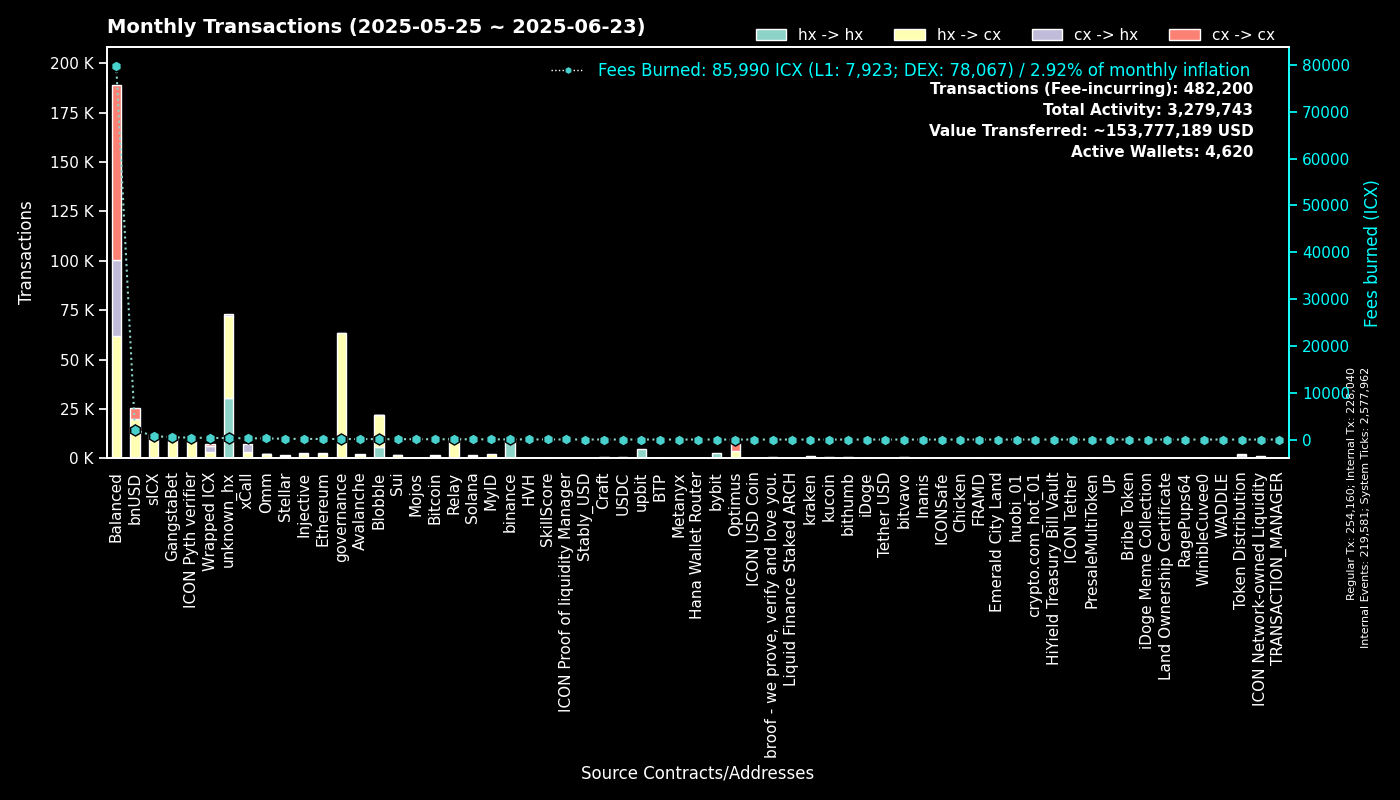 Monthly Transactions (2025-05-25 ~ 2025-06-23)
hx -> hx
hx -> cx
cx -> hx
cx -> cx
Fees Burned: 85,990 ICX (L1: 7,923; DEX: 78,067) / 2.92% of monthly inflation
Transactions (Fee-incurring): 482,200
Total Activity: 3,279,743
Value Transferred: ~153,777,189 USD
Active Wallets: 4,620
Transactions
200 K
175 K
150 K
125 K
100 K
75 K
50 K
25 K
0 K
80000
70000
60000
50000
40000
30000
20000
10000
0
Fees burned (ICX)
Regular Tx: 254,160; Internal Tx: 228,040
Internal Events: 219,581; System Ticks: 2,577,962
Balanced
bnUSD
sICX
GangstaBet
ICON Pyth verifier
Wrapped ICX
unknown_hx
xCall
Omm
Stellar
Injective
Ethereum
governance
Avalanche
Blobble
Sui
Mojos
Bitcoin
Relay
Solana
MyID
binance
HVH
SkillScore
ICON Proof of liquidity Manager
Stably_USD
Craft
USDC
upbit
BTP
Metanyx
Hana Wallet Router
bybit
Optimus
ICON USD Coin
broof - we prove, verify and love you.
Liquid Finance Staked ARCH
kraken
kucoin
bithumb
iDoge
Tether USD
bitvavo
Inanis
ICONSafe
Chicken
FRAMD
Emerald City Land
huobi_01
crypto.com_hot_01
HiYield Treasury Bill Vault
ICON Tether
PresaleMultiToken
UP
Bribe Token
iDoge Meme Collection
Land Ownership Certificate
RagePups64
WinibleCuvee0
WADDLE
Token Distribution
ICON Network-owned Liquidity
TRANSACTION_MANAGER
Source Contracts/Addresses